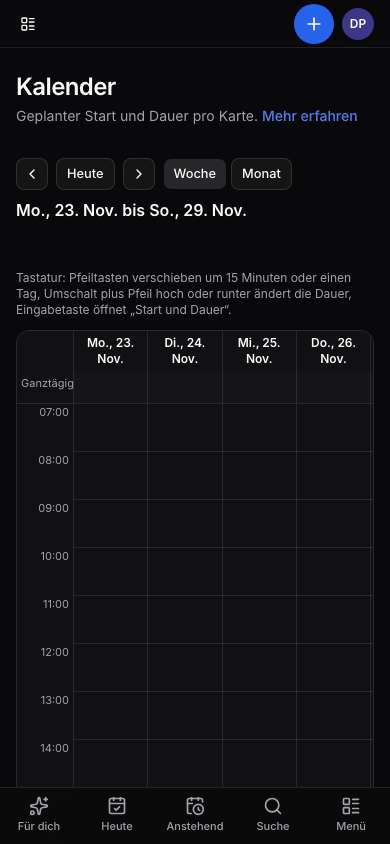 DP
Kalender
Geplanter Start und Dauer pro Karte. Mehr erfahren
Heute Woche Monat
Mo., 23. Nov. bis So., 29. Nov.
Tastatur: Pfeiltasten verschieben um 15 Minuten oder einen
Tag, Umschalt plus Pfeil hoch oder runter ändert die Dauer,
Eingabetaste öffnet „Start und Dauer“.
Mo., 23. Nov. Di., 24. Nov. Mi., 25. Nov. Do., 26. Nov.
Ganztägig
07:00
08:00
09:00
10:00
11:00
12:00
13:00
14:00
Für dich Heute Anstehend Suche Menü